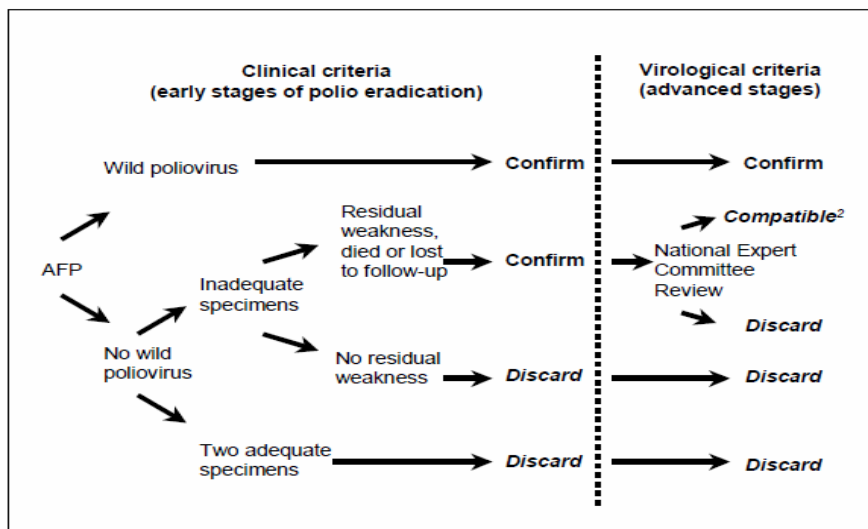 Clinical criteria
(early stages of polio eradication)
Virological criteria
(advanced stages)
Wild poliovirus
Confirm
Confirm
AFP
Residual
weakness,
died or lost
to follow-up
Confirm
Compatible²
National Expert
Committee
Review
Discard
Inadequate
specimens
No wild
poliovirus
No residual
weakness
Discard
Discard
Two adequate
specimens
Discard
Discard